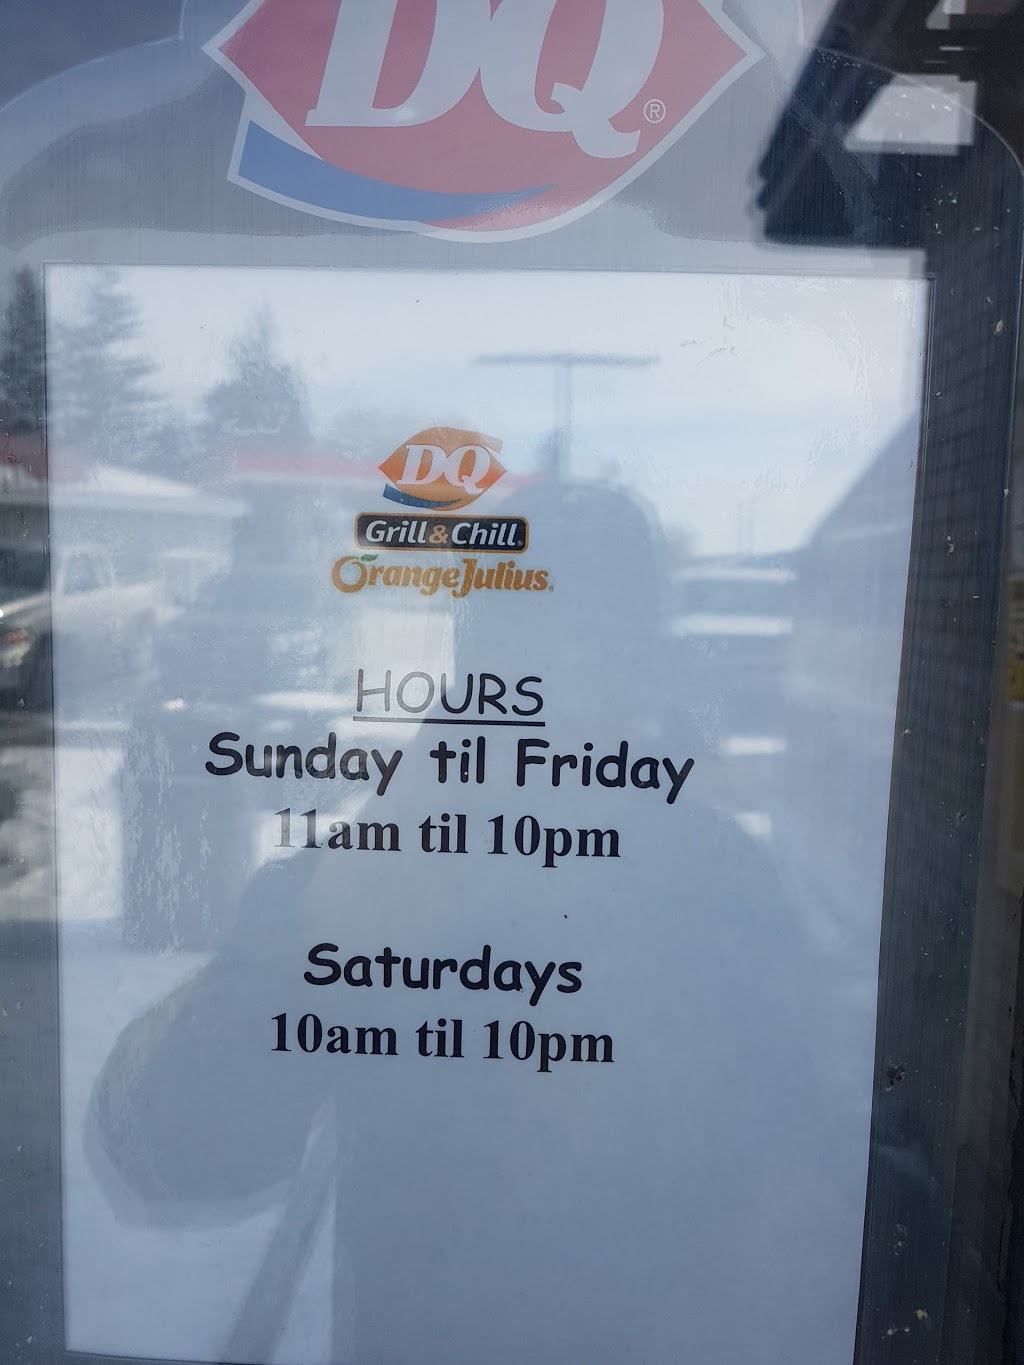 DQ®
DQ
Grill & Chill®
Orange Julius®
HOURS
Sunday til Friday
11am til 10pm
Saturdays
10am til 10pm